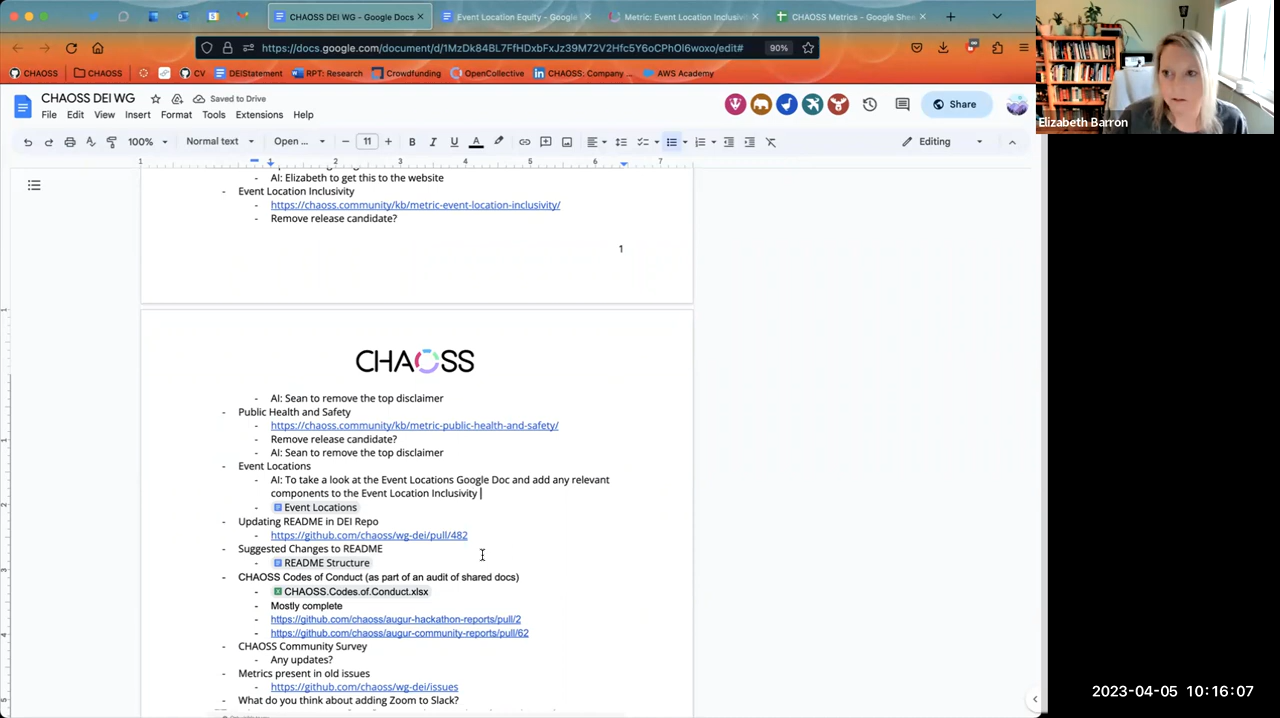 CHAOSS DEI WG - Google Docs
Event Location Equity - Google
Metric: Event Location Inclusiv
CHAOSS Metrics - Google She
https://docs.google.com/document/d/1MzDk84BL7FfHDxbFxJz39M72V2Hfc5Y6oCPhOI6woxo/edit#
90%
CHAOSS
CHAOSS
CV
DEIStatement
RPT: Research
Crowdfunding
OpenCollective
CHAOSS: Company ...
AWS Academy
Elizabeth Barron
CHAOSS DEI WG
Saved to Drive
File Edit View Insert Format Tools Extensions Help
Share
100%
Normal text
Open ...
11
Editing
1 1 2 3 4 5 6 7
AI: Elizabeth to get this to the website
- Event Location Inclusivity
- https://chaoss.community/kb/metric-event-location-inclusivity/
- Remove release candidate?
1
CHAOSS
- AI: Sean to remove the top disclaimer
- Public Health and Safety
- https://chaoss.community/kb/metric-public-health-and-safety/
- Remove release candidate?
- AI: Sean to remove the top disclaimer
- Event Locations
- AI: To take a look at the Event Locations Google Doc and add any relevant
components to the Event Location Inclusivity
- Event Locations
- Updating README in DEI Repo
- https://github.com/chaoss/wg-dei/pull/482
- Suggested Changes to README
- README Structure
- CHAOSS Codes of Conduct (as part of an audit of shared docs)
- CHAOSS.Codes.of.Conduct.xlsx
- Mostly complete
- https://github.com/chaoss/augur-hackathon-reports/pull/2
- https://github.com/chaoss/augur-community-reports/pull/62
- CHAOSS Community Survey
- Any updates?
- Metrics present in old issues
- https://github.com/chaoss/wg-dei/issues
- What do you think about adding Zoom to Slack?
2023-04-05 10:16:07